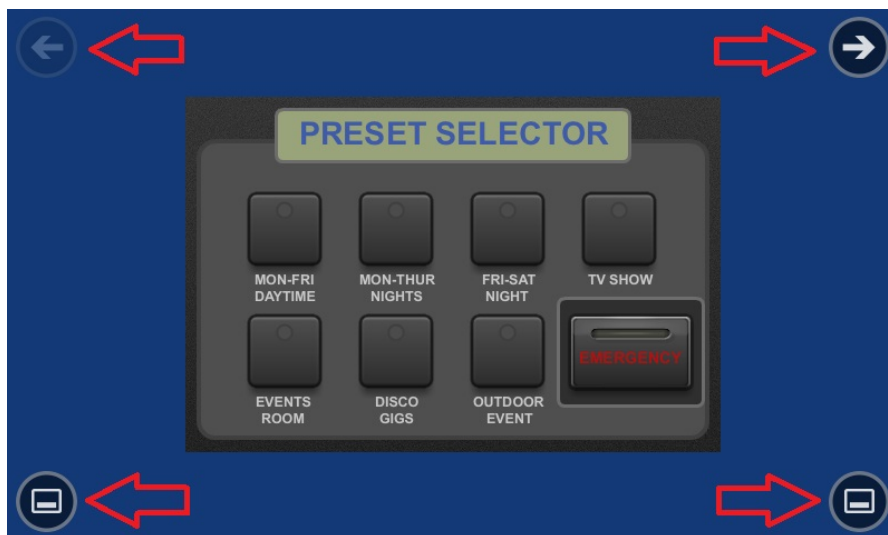 PRESET SELECTOR
MON-FRI
DAYTIME
MON-THUR
NIGHTS
FRI-SAT
NIGHT
TV SHOW
EVENTS
ROOM
DISCO
GIGS
OUTDOOR
EVENT
EMERGENCY